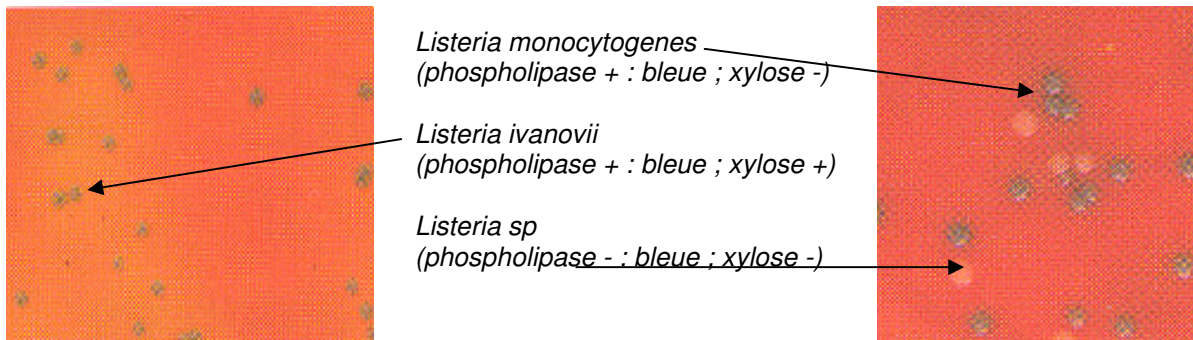 Listeria monocytogenes
(phospholipase + : bleue ; xylose -)
Listeria ivanovii
(phospholipase + : bleue ; xylose +)
Listeria sp
(phospholipase - : bleue ; xylose -)